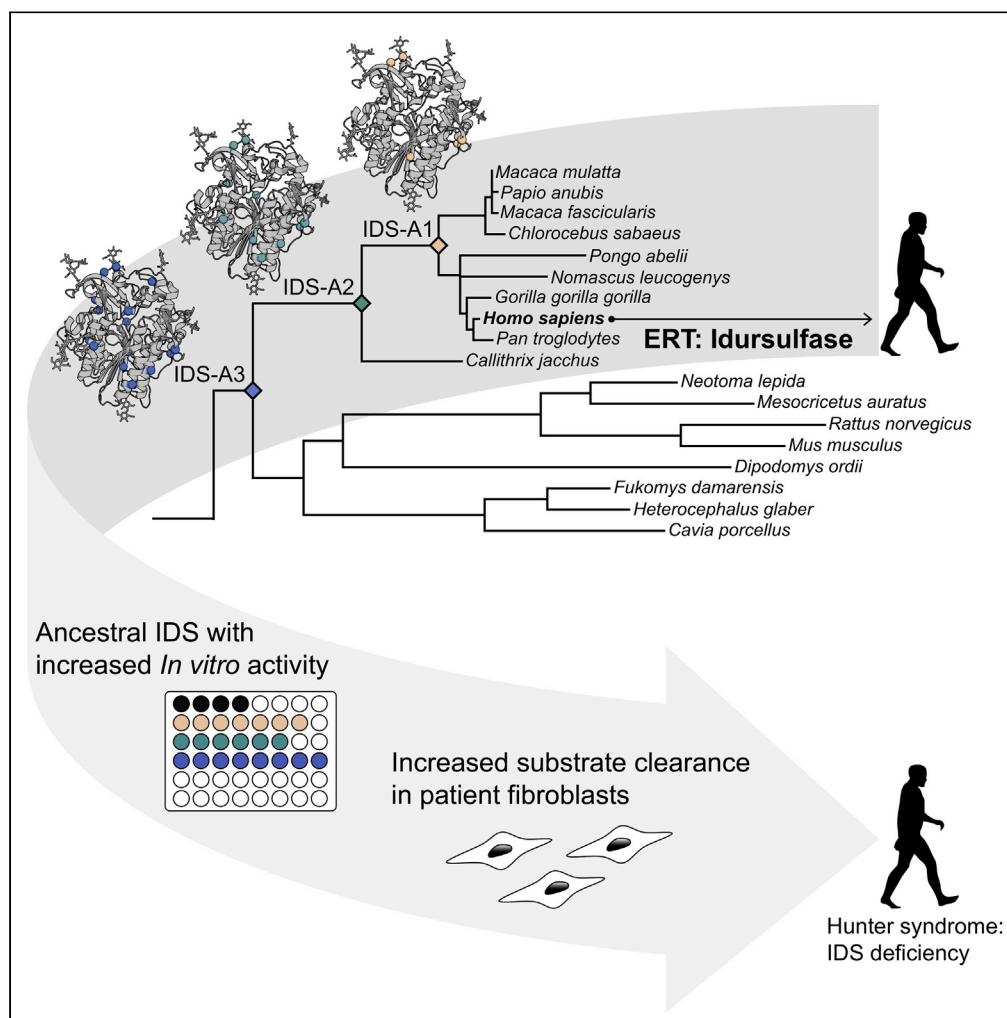 Macaca mulatta
Papio anubis
Macaca fascicularis
Chlorocebus sabaeus
IDS-A1
Pongo abelii
Nomascus leucogenys
IDS-A2
Gorilla gorilla gorilla
Homo sapiens
ERT: Idursulfase
Pan troglodytes
Callithrix jacchus
IDS-A3
Neotoma lepida
Mesocricetus auratus
Rattus norvegicus
Mus musculus
Dipodomys ordii
Fukomys damarensis
Heterocephalus glaber
Cavia porcellus
Ancestral IDS with
increased In vitro activity
Increased substrate clearance
in patient fibroblasts
Hunter syndrome:
IDS deficiency